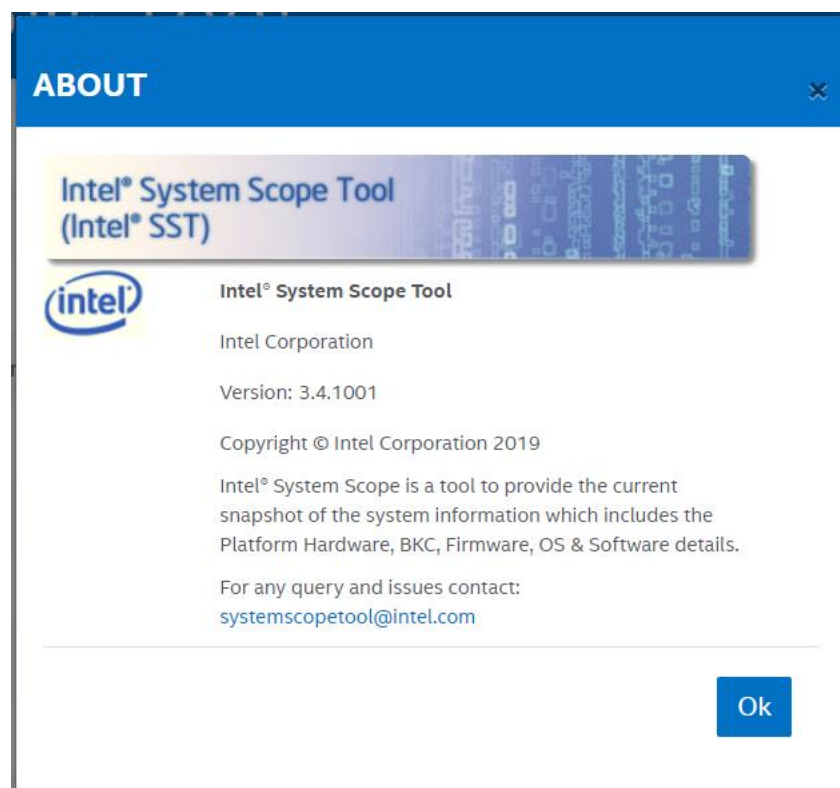 ABOUT
×
Intel® System Scope Tool
(Intel® SST)
intel
Intel® System Scope Tool
Intel Corporation
Version: 3.4.1001
Copyright © Intel Corporation 2019
Intel® System Scope is a tool to provide the current
snapshot of the system information which includes the
Platform Hardware, BKC, Firmware, OS & Software details.
For any query and issues contact:
systemscopetool@intel.com
Ok